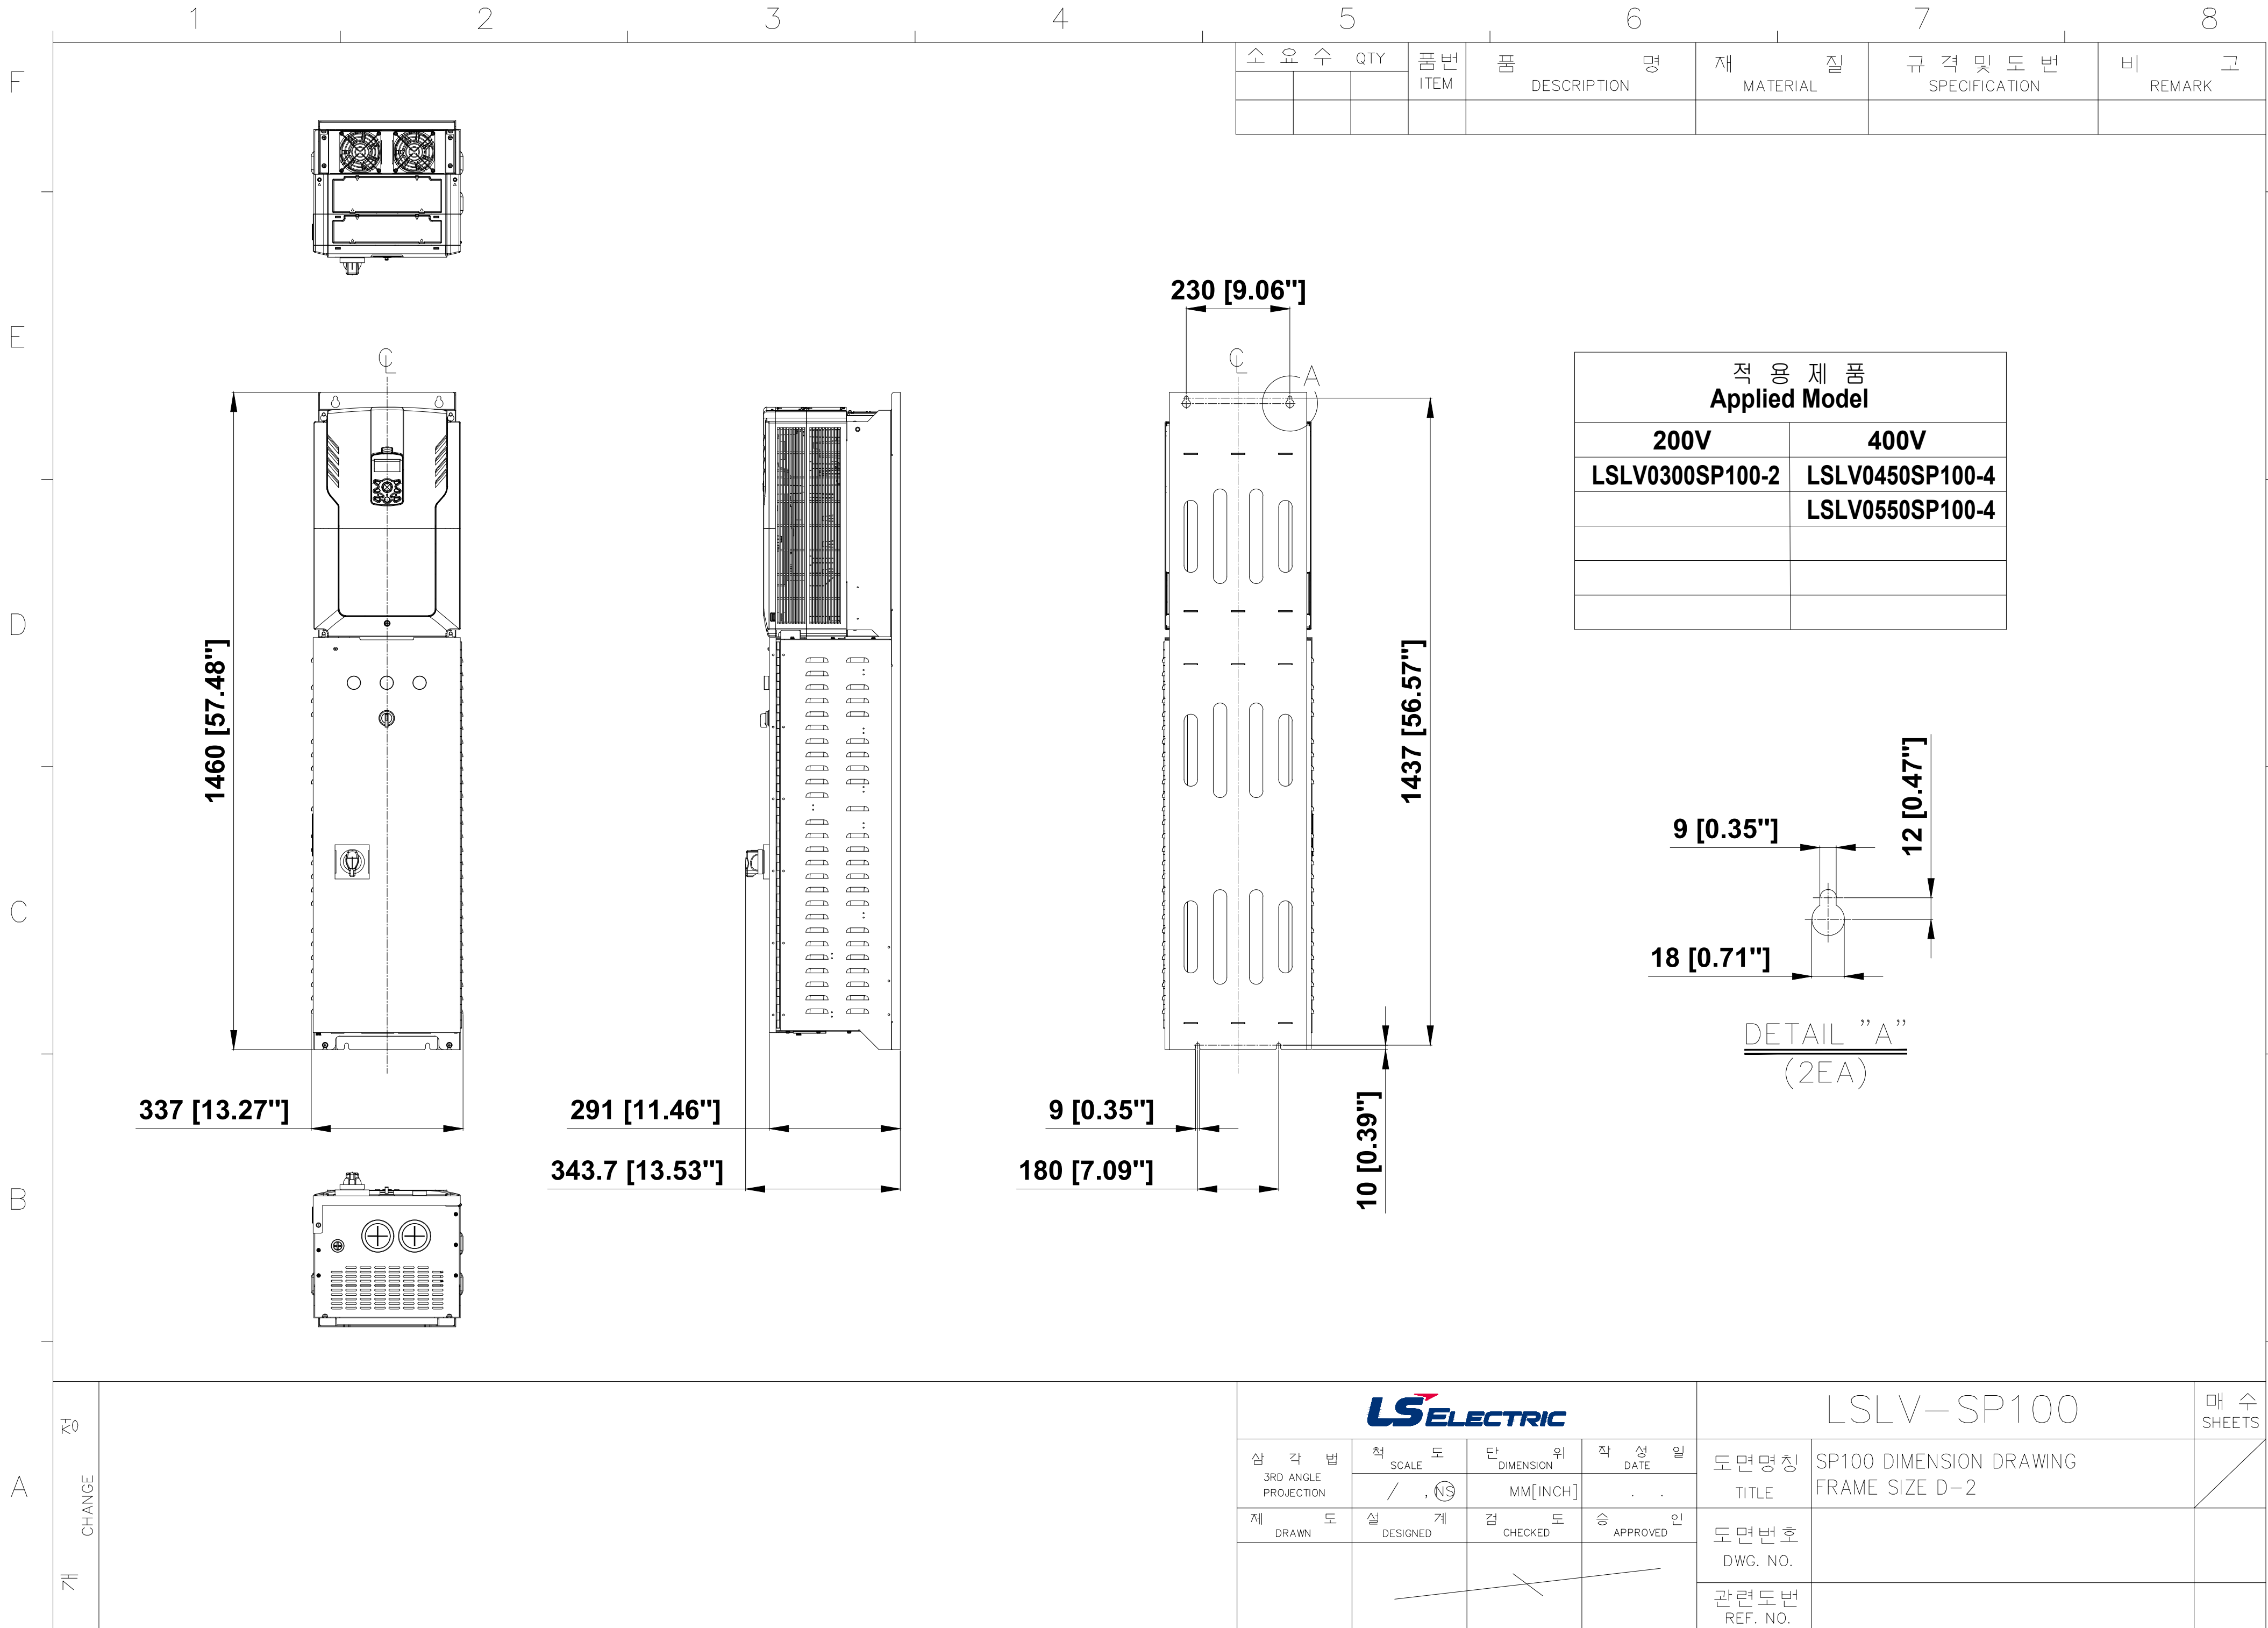 1 2 3 4 5 6 7 8
F
E
D
C
B
A
소 요 수 QTY
품번
ITEM
품 명
DESCRIPTION
재 질
MATERIAL
규 격 및 도 번
SPECIFICATION
비 고
REMARK
230 [9.06"]
A
1460 [57.48"]
1437 [56.57"]
337 [13.27"]
291 [11.46"]
343.7 [13.53"]
9 [0.35"]
180 [7.09"]
10 [0.39"]
적 용 제 품
Applied Model
200V 400V
LSLV0300SP100-2 LSLV0450SP100-4
LSLV0550SP100-4
9 [0.35"]
12 [0.47"]
18 [0.71"]
DETAIL "A"
(2EA)
정
CHANGE
개
LS ELECTRIC
LSLV-SP100
매 수
SHEETS
삼 각 법
3RD ANGLE
PROJECTION
척 도
SCALE
/ , NS
단 위
DIMENSION
MM[INCH]
작 성 일
DATE
. .
도면명칭
TITLE
SP100 DIMENSION DRAWING
FRAME SIZE D-2
제 도
DRAWN
설 계
DESIGNED
검 도
CHECKED
승 인
APPROVED
도면번호
DWG. NO.
관련도번
REF. NO.